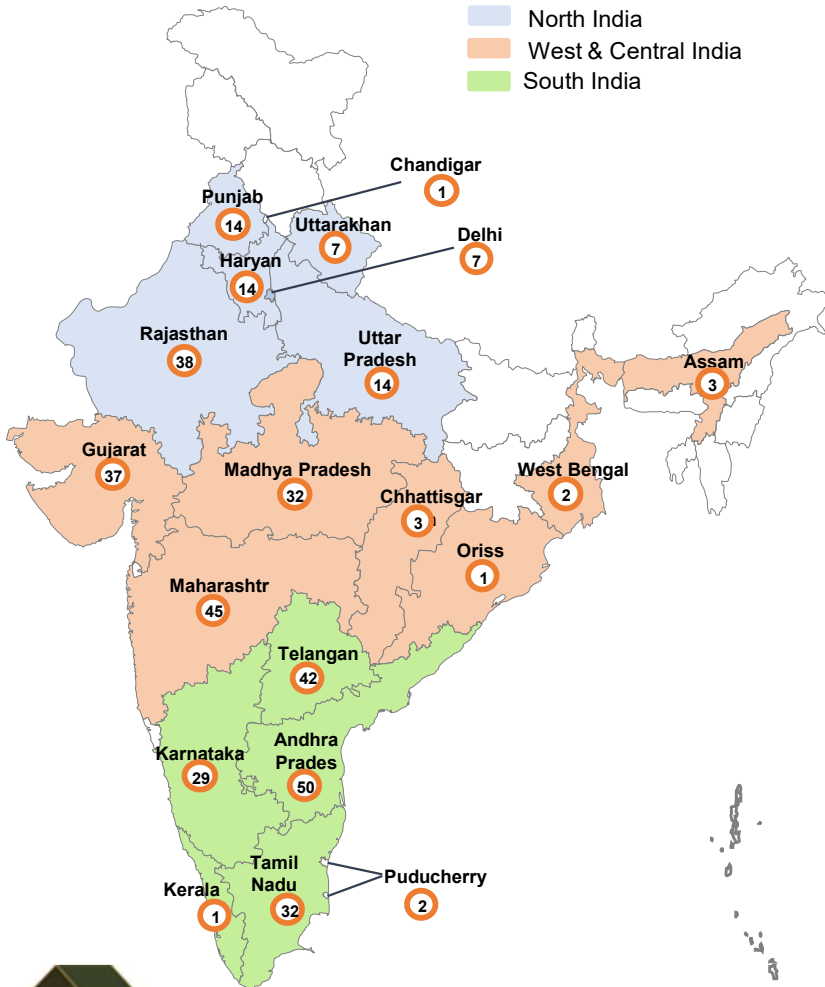 North India
West & Central India
South India
Chandigar
1
Punjab
14
Uttarakhan
7
Delhi
7
Haryan
14
Rajasthan
38
Uttar
Pradesh
14
Assam
3
Gujarat
37
Madhya Pradesh
32
Chhattisgar
3
West Bengal
2
Oriss
1
Maharashtr
45
Telangan
42
Karnataka
29
Andhra
Prades
50
Tamil
Nadu
32
Kerala
1
Puducherry
2